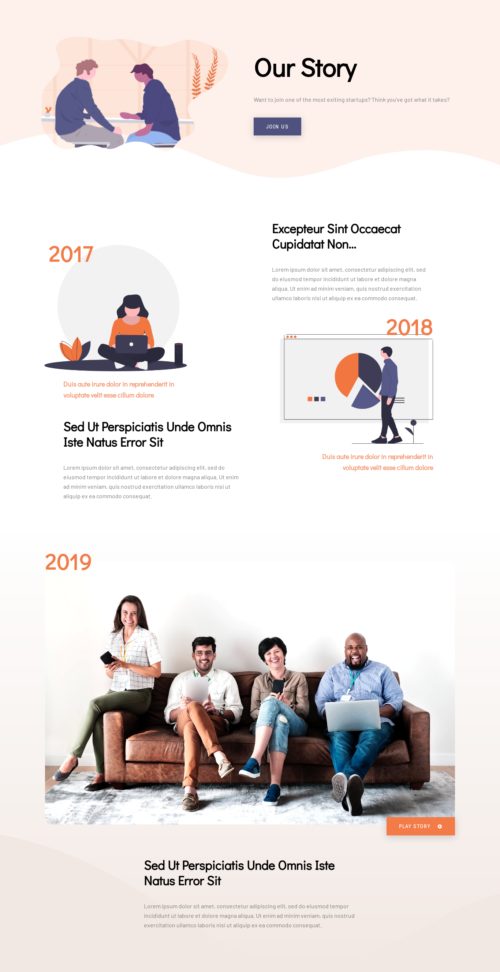 Our Story
Want to join one of the most exiting startups? Think you've got what it takes?
JOIN US
2017
Duis aute irure dolor in reprehenderit in
voluptate velit esse cillum dolore
Sed Ut Perspiciatis Unde Omnis
Iste Natus Error Sit
Lorem ipsum dolor sit amet, consectetur adipiscing elit, sed do
eiusmod tempor incididunt ut labore dolore magna aliqua. Ut enim
ad minim veniam, quis nostrud exercitation ullamco laboris nisi ut
aliquip ex ea commodo consequat.
Excepteur Sint Occaecat
Cupidatat Non...
Lorem ipsum dolor sit amet, consectetur adipiscing elit, sed do
eiusmod tempor incididunt ut labore et dolore magna
aliqua. Ut enim ad minim veniam, quis nostrud exercitation
ullamco laboris nisi ut aliquip ex ea commodo consequat.
2018
Duis aute irure dolor in reprehenderit in
voluptate velit esse cillum dolore
2019
PLAY STORY
Sed Ut Perspiciatis Unde Omnis Iste
Natus Error Sit
Lorem ipsum dolor sit amet, consectetur adipiscing elit, sed do eiusmod tempor
incididunt ut labore et dolore magna aliqua. Ut enim ad minim veniam, quis
nostrud exercitation ullamco laboris nisi ut aliquip ex ea commodo consequat.